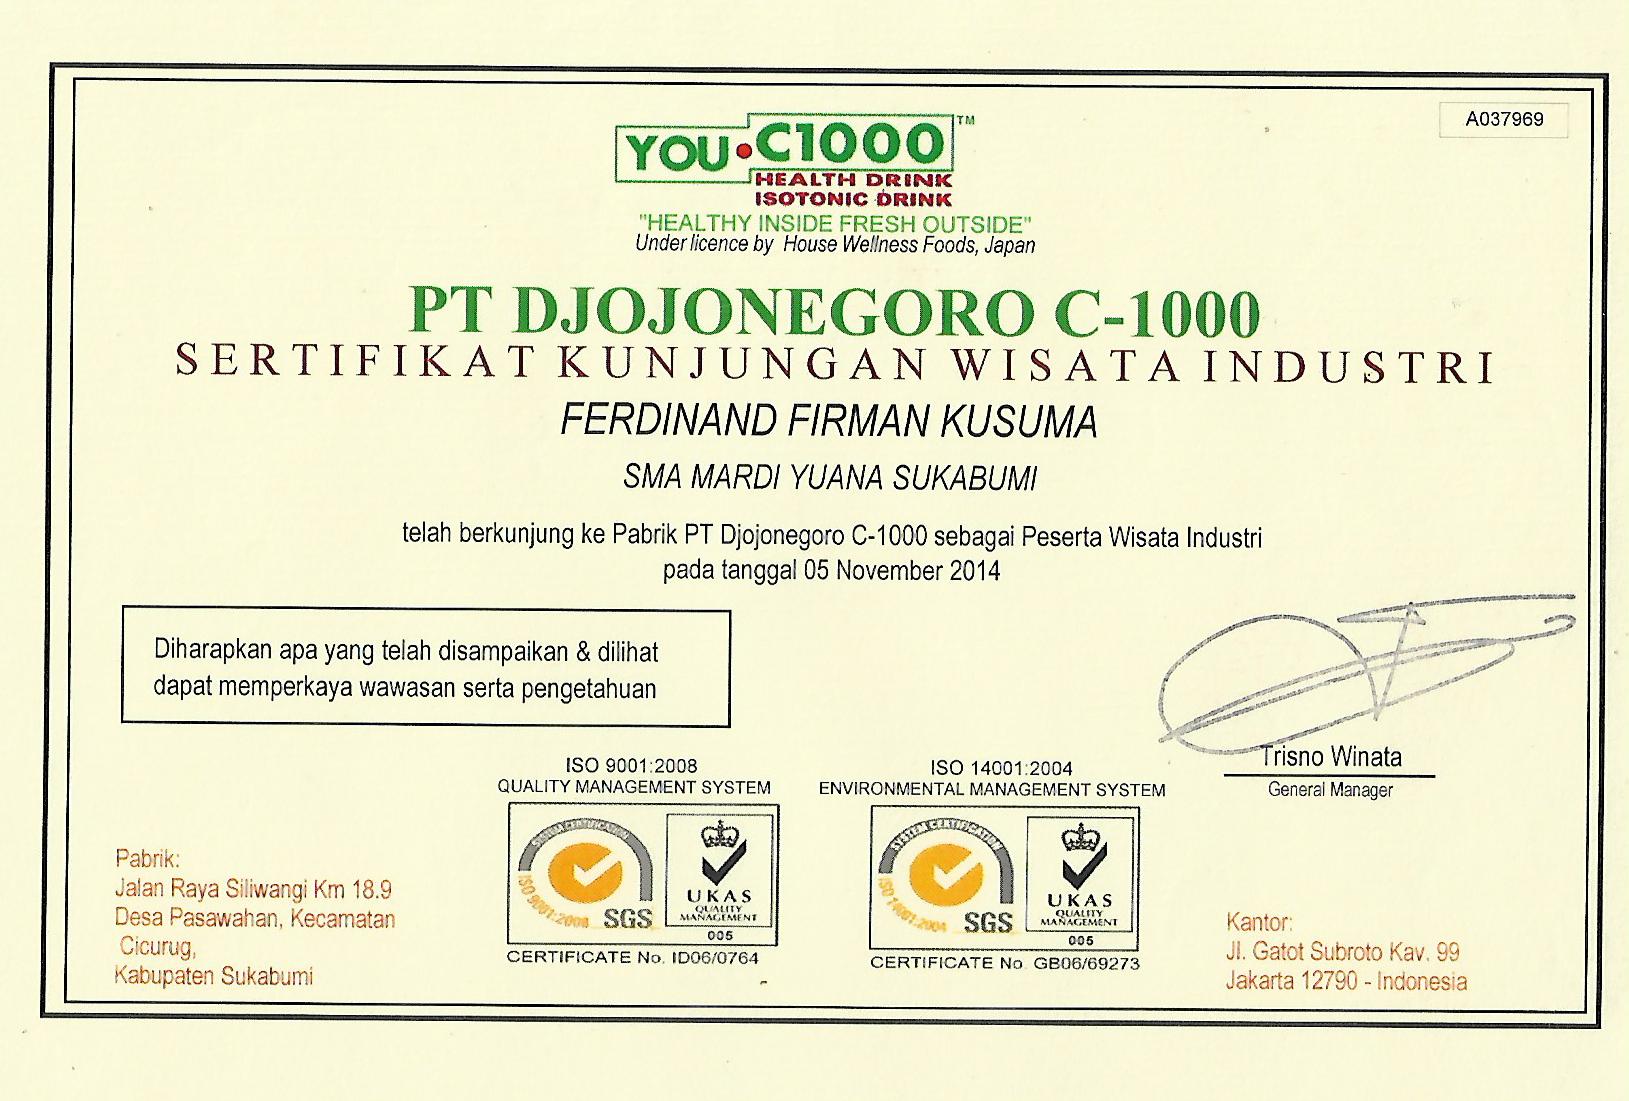 A037969
YOU•C1000™
HEALTH DRINK
ISOTONIC DRINK
"HEALTHY INSIDE FRESH OUTSIDE"
Under licence by House Wellness Foods, Japan
PT DJOJONEGORO C-1000
SERTIFIKAT KUNJUNGAN WISATA INDUSTRI
FERDINAND FIRMAN KUSUMA
SMA MARDI YUANA SUKABUMI
telah berkunjung ke Pabrik PT Djojonegoro C-1000 sebagai Peserta Wisata Industri
pada tanggal 05 November 2014
Diharapkan apa yang telah disampaikan & dilihat
dapat memperkaya wawasan serta pengetahuan
Trisno Winata
General Manager
ISO 9001:2008
QUALITY MANAGEMENT SYSTEM
SYSTEM CERTIFICATION
ISO 9001:2008
SGS
UKAS
QUALITY
MANAGEMENT
005
CERTIFICATE No. ID06/0764
ISO 14001:2004
ENVIRONMENTAL MANAGEMENT SYSTEM
SYSTEM CERTIFICATION
ISO 14001:2004
SGS
UKAS
QUALITY
MANAGEMENT
005
CERTIFICATE No. GB06/69273
Pabrik:
Jalan Raya Siliwangi Km 18.9
Desa Pasawahan, Kecamatan
Cicurug,
Kabupaten Sukabumi
Kantor:
Jl. Gatot Subroto Kav. 99
Jakarta 12790 - Indonesia